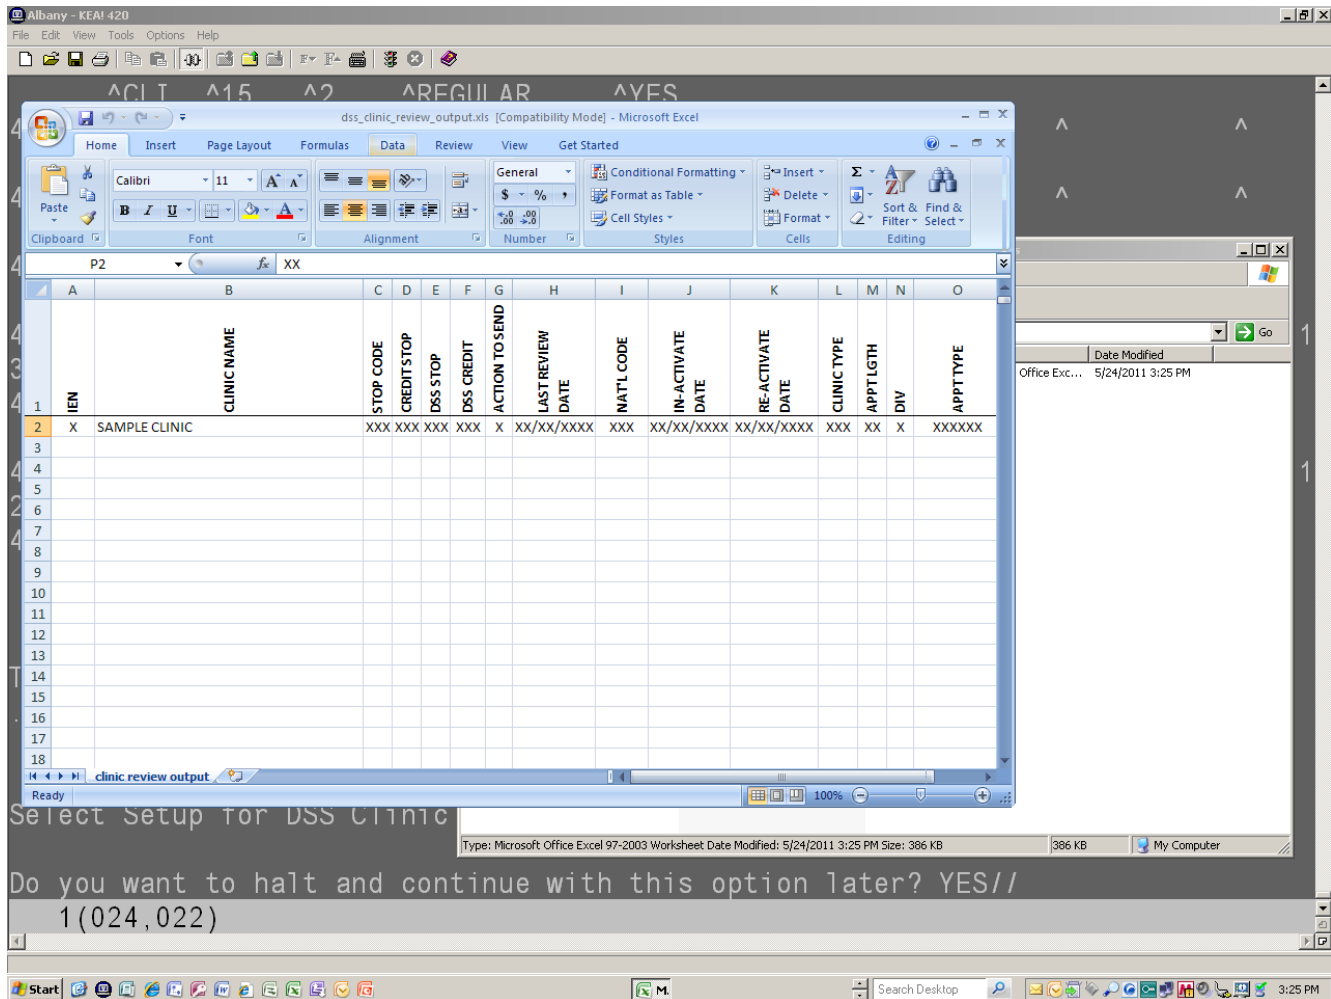 Albany - KEA! 420
File Edit View Tools Options Help
^CLI ^15 ^2 ^REGULAR ^YES
dss_clinic_review_output.xls [Compatibility Mode] - Microsoft Excel
Home Insert Page Layout Formulas Data Review View Get Started
Calibri 11 General Conditional Formatting Insert
Paste B I U $ % , Format as Table Delete Sort & Find &
Cell Styles Format Filter Select
Clipboard Font Alignment Number Styles Cells Editing
P2 fx XX
A B C D E F G H I J K L M N O
1 IEN CLINIC NAME STOP CODE CREDIT STOP DSS STOP DSS CREDIT ACTION TO SEND LAST REVIEW DATE NAT'L CODE IN-ACTIVATE DATE RE-ACTIVATE DATE CLINIC TYPE APPT LGTH DIV APPT TYPE
2 X SAMPLE CLINIC XXX XXX XXX XXX X XX/XX/XXXX XXX XX/XX/XXXX XX/XX/XXXX XXX XX X XXXXXX
3
4
5
6
7
8
9
10
11
12
13
14
15
16
17
18
clinic review output
Ready 100%
^ ^
^ ^
Go 1
Date Modified
Office Exc... 5/24/2011 3:25 PM
1
Select Setup for DSS Clinic
Type: Microsoft Office Excel 97-2003 Worksheet Date Modified: 5/24/2011 3:25 PM Size: 386 KB 386 KB My Computer
Do you want to halt and continue with this option later? YES//
1(024,022)
Start M. Search Desktop 3:25 PM